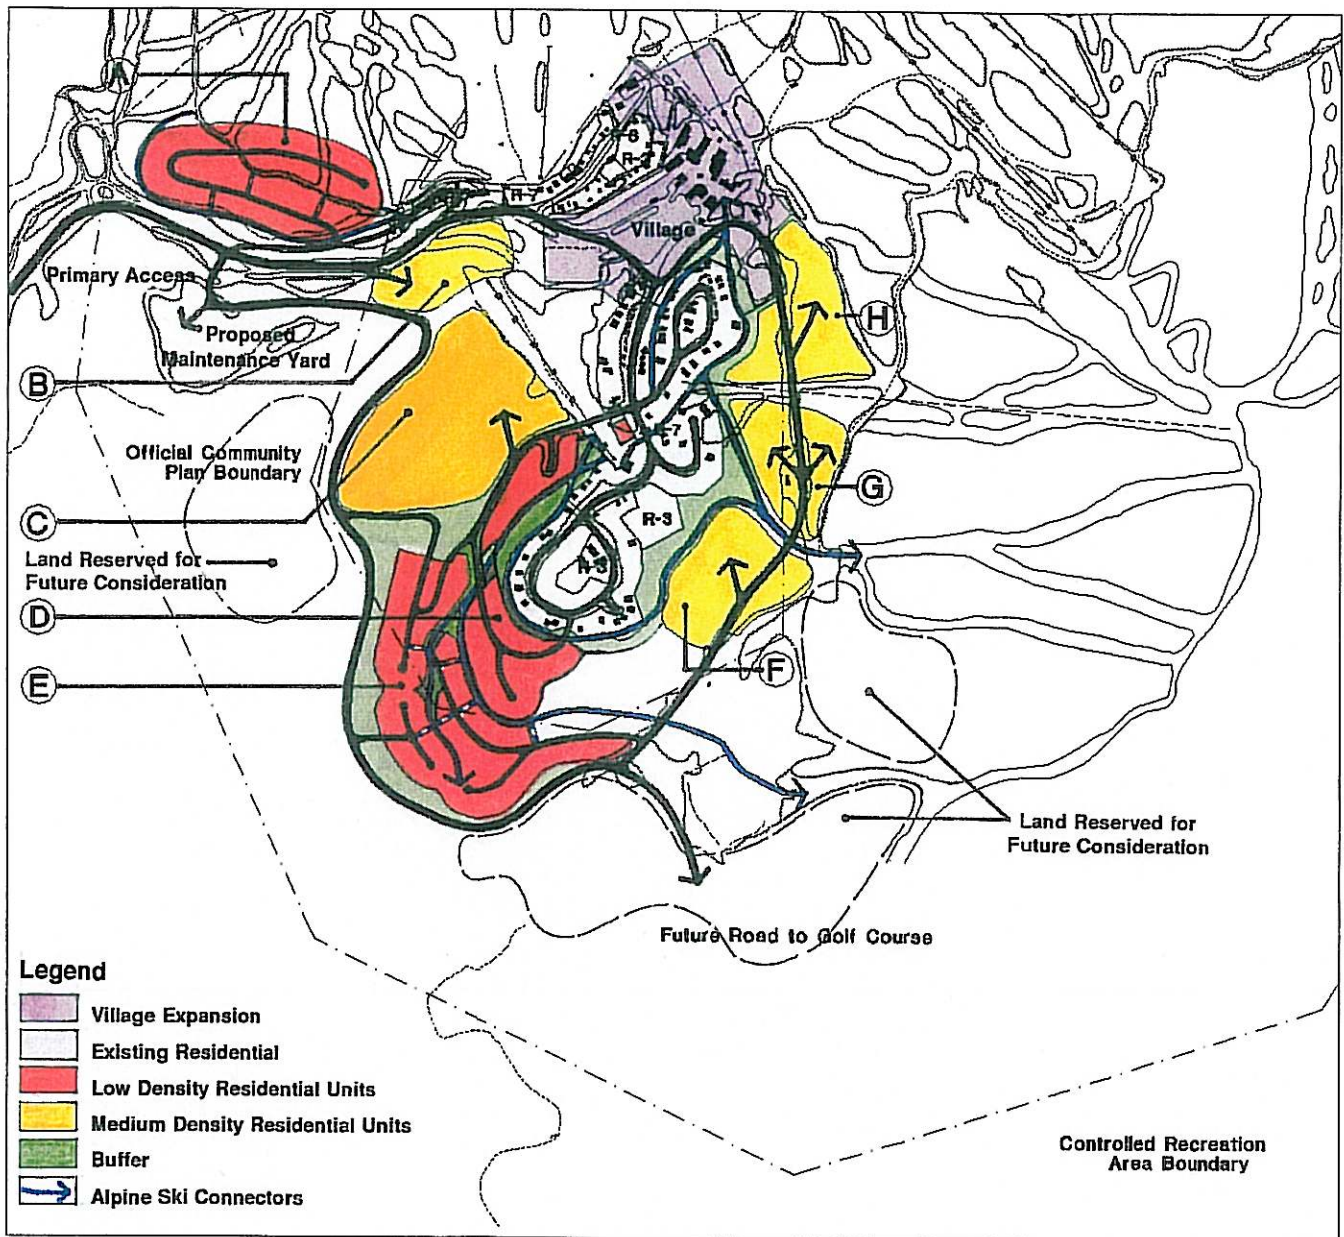 A
R-6
R-7
Village
Primary Access
Proposed
Maintenance Yard
H
B
Official Community
Plan Boundary
G
C
R-3
Land Reserved for
Future Consideration
D
E
F
Land Reserved for
Future Consideration
Future Road to Golf Course
Legend
Village Expansion
Existing Residential
Low Density Residential Units
Medium Density Residential Units
Buffer
Alpine Ski Connectors
Controlled Recreation
Area Boundary